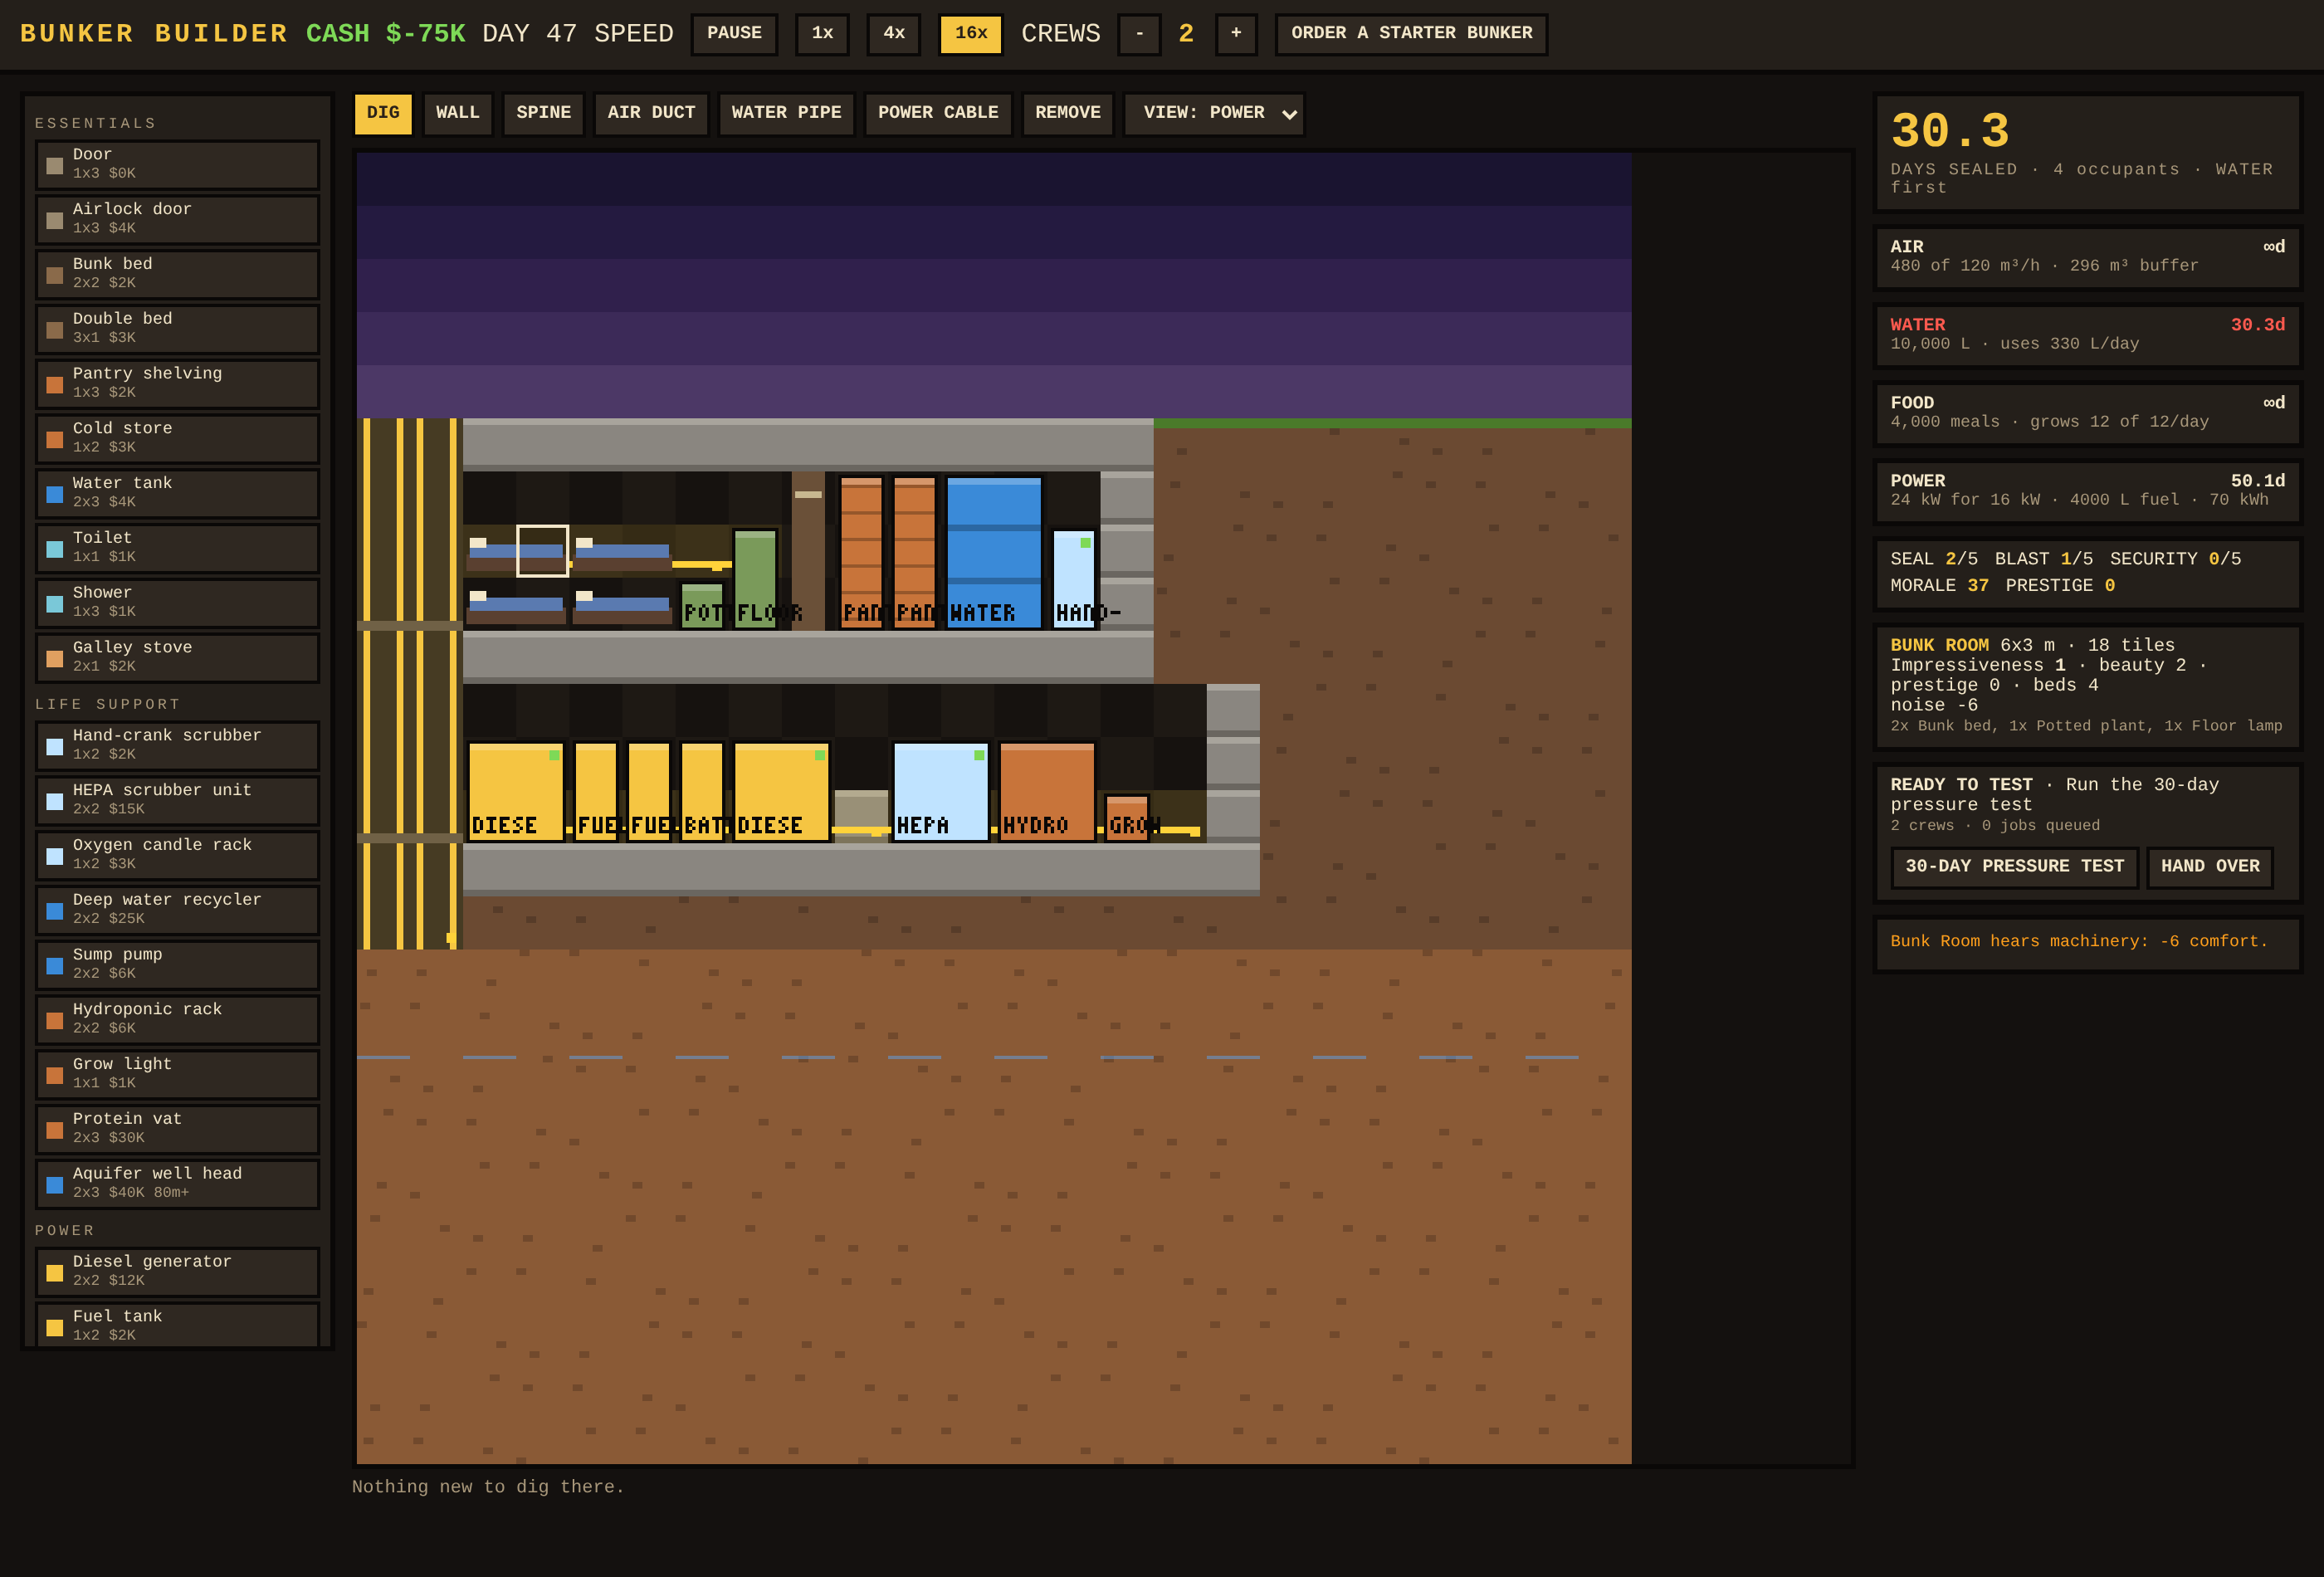 BUNKER BUILDER CASH $-75K DAY 47 SPEED PAUSE 1x 4x 16x CREWS - 2 + ORDER A STARTER BUNKER
DIG WALL SPINE AIR DUCT WATER PIPE POWER CABLE REMOVE VIEW: POWER
ESSENTIALS
Door
1x3 $0K
Airlock door
1x3 $4K
Bunk bed
2x2 $2K
Double bed
3x1 $3K
Pantry shelving
1x3 $2K
Cold store
1x2 $3K
Water tank
2x3 $4K
Toilet
1x1 $1K
Shower
1x3 $1K
Galley stove
2x1 $2K
LIFE SUPPORT
Hand-crank scrubber
1x2 $2K
HEPA scrubber unit
2x2 $15K
Oxygen candle rack
1x2 $3K
Deep water recycler
2x2 $25K
Sump pump
2x2 $6K
Hydroponic rack
2x2 $6K
Grow light
1x1 $1K
Protein vat
2x3 $30K
Aquifer well head
2x3 $40K 80m+
POWER
Diesel generator
2x2 $12K
Fuel tank
1x2 $2K
POT FLOOR PAN PAN WATER HAND-
DIESE FUE FUE BAT DIESE HEPA HYDRO GROW
Nothing new to dig there.
30.3
DAYS SEALED · 4 occupants · WATER
first
AIR ∞d
480 of 120 m³/h · 296 m³ buffer
WATER 30.3d
10,000 L · uses 330 L/day
FOOD ∞d
4,000 meals · grows 12 of 12/day
POWER 50.1d
24 kW for 16 kW · 4000 L fuel · 70 kWh
SEAL 2/5 BLAST 1/5 SECURITY 0/5
MORALE 37 PRESTIGE 0
BUNK ROOM 6x3 m · 18 tiles
Impressiveness 1 · beauty 2 ·
prestige 0 · beds 4
noise -6
2x Bunk bed, 1x Potted plant, 1x Floor lamp
READY TO TEST · Run the 30-day
pressure test
2 crews · 0 jobs queued
30-DAY PRESSURE TEST HAND OVER
Bunk Room hears machinery: -6 comfort.